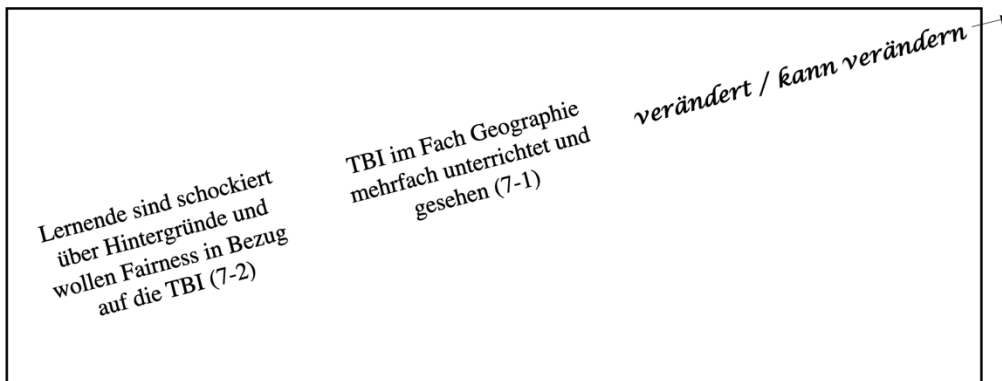 Lernende sind schockiert
über Hintergründe und
wollen Fairness in Bezug
auf die TBI (7-2)
TBI im Fach Geographie
mehrfach unterrichtet und
gesehen (7-1)
verändert / kann verändern